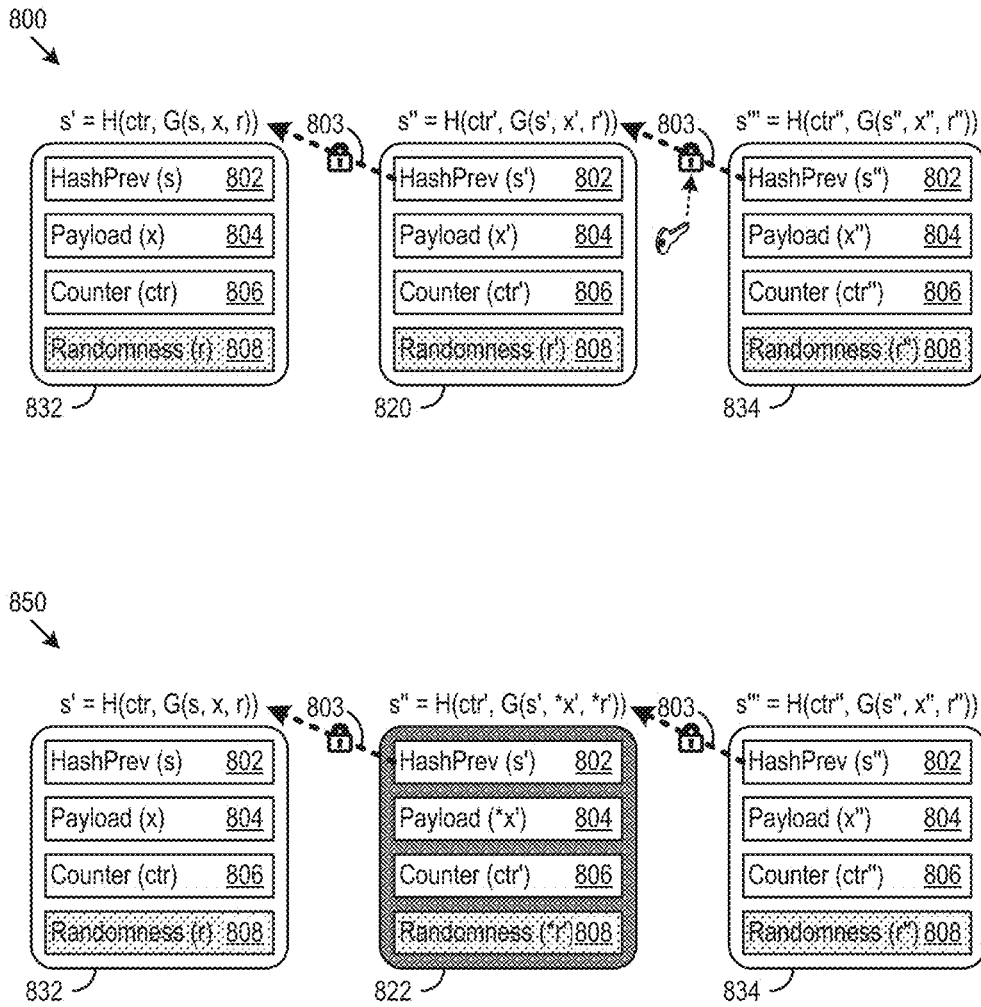 800
s' = H(ctr, G(s, x, r)) 803 s'' = H(ctr', G(s', x', r')) 803 s''' = H(ctr'', G(s'', x'', r''))
HashPrev (s) 802 HashPrev (s') 802 HashPrev (s'') 802
Payload (x) 804 Payload (x') 804 Payload (x'') 804
Counter (ctr) 806 Counter (ctr') 806 Counter (ctr'') 806
Randomness (r) 808 Randomness (r') 808 Randomness (r'') 808
832 820 834
850
s' = H(ctr, G(s, x, r)) 803 s'' = H(ctr', G(s', *x', *r')) 803 s''' = H(ctr'', G(s'', x'', r''))
HashPrev (s) 802 HashPrev (s') 802 HashPrev (s'') 802
Payload (x) 804 Payload (*x') 804 Payload (x'') 804
Counter (ctr) 806 Counter (ctr') 806 Counter (ctr'') 806
Randomness (r) 808 Randomness (*r') 808 Randomness (r'') 808
832 822 834